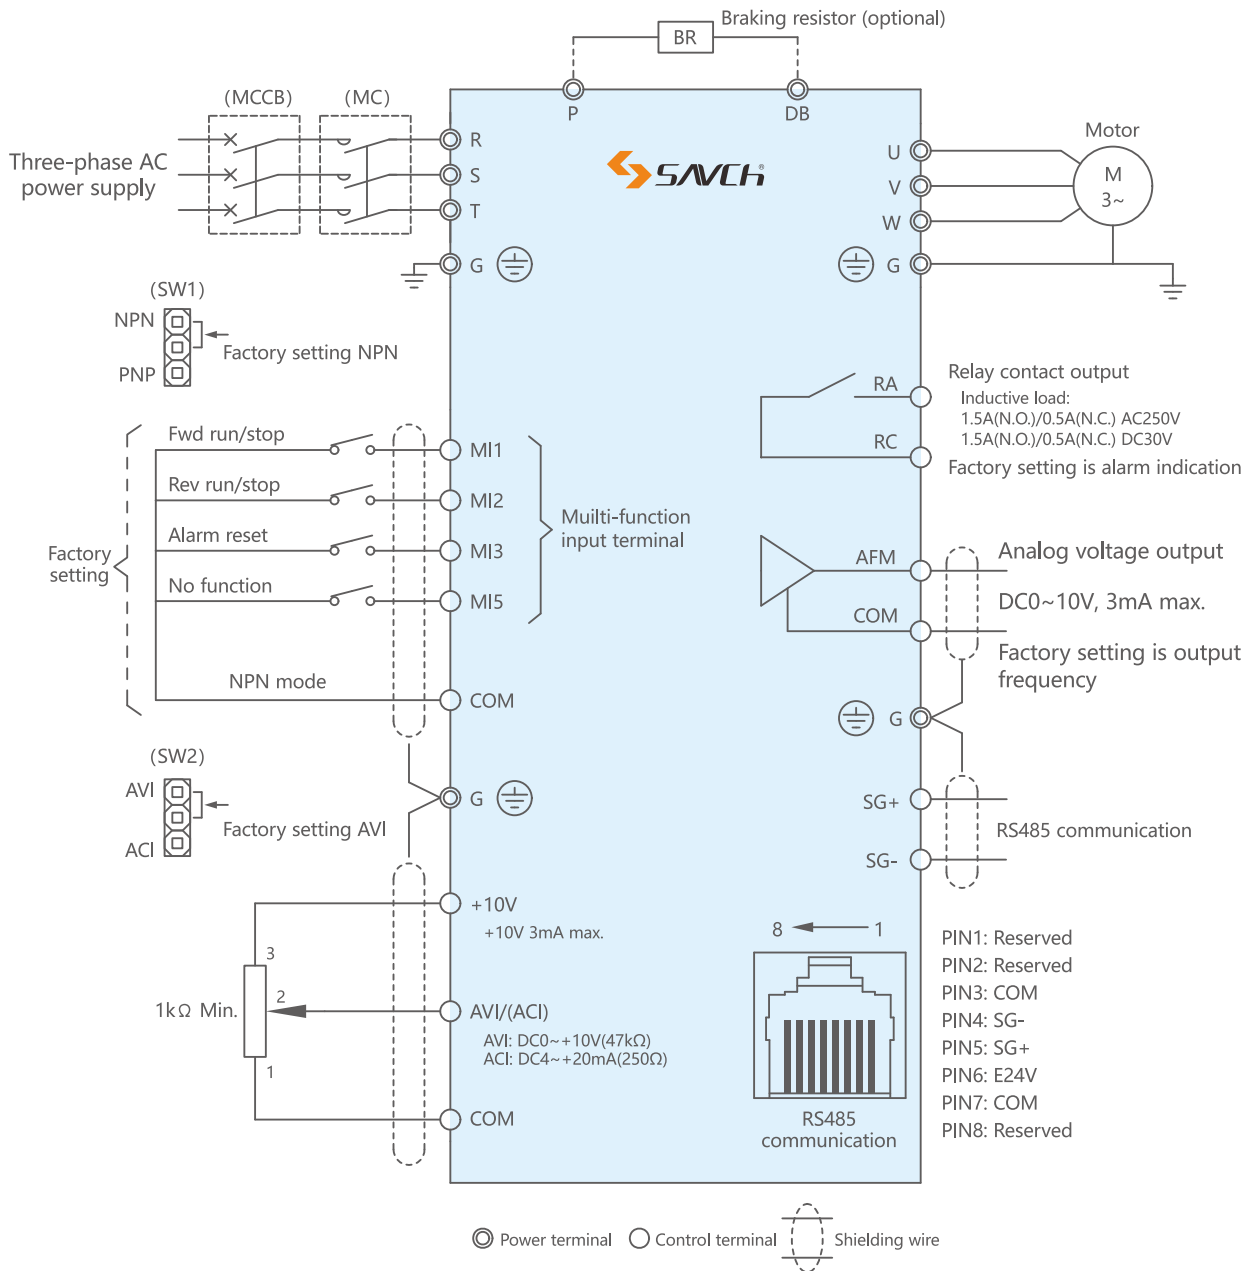 Braking resistor (optional)
BR
P
DB
(MCCB)
(MC)
Three-phase AC
power supply
R
S
T
G
SAVCh®
U
V
W
G
Motor
M
3~
(SW1)
NPN
PNP
Factory setting NPN
RA
RC
Relay contact output
Inductive load:
1.5A(N.O.)/0.5A(N.C.) AC250V
1.5A(N.O.)/0.5A(N.C.) DC30V
Factory setting is alarm indication
Factory
setting
Fwd run/stop
Rev run/stop
Alarm reset
No function
NPN mode
MI1
MI2
MI3
MI5
COM
Muilti-function
input terminal
AFM
COM
Analog voltage output
DC0~10V, 3mA max.
Factory setting is output
frequency
G
(SW2)
AVI
ACI
Factory setting AVI
G
SG+
SG-
RS485 communication
+10V
+10V 3mA max.
3
2
1
1kΩ Min.
AVI/(ACI)
AVI: DC0~+10V(47kΩ)
ACI: DC4~+20mA(250Ω)
COM
8 1
RS485
communication
PIN1: Reserved
PIN2: Reserved
PIN3: COM
PIN4: SG-
PIN5: SG+
PIN6: E24V
PIN7: COM
PIN8: Reserved
Power terminal
Control terminal
Shielding wire